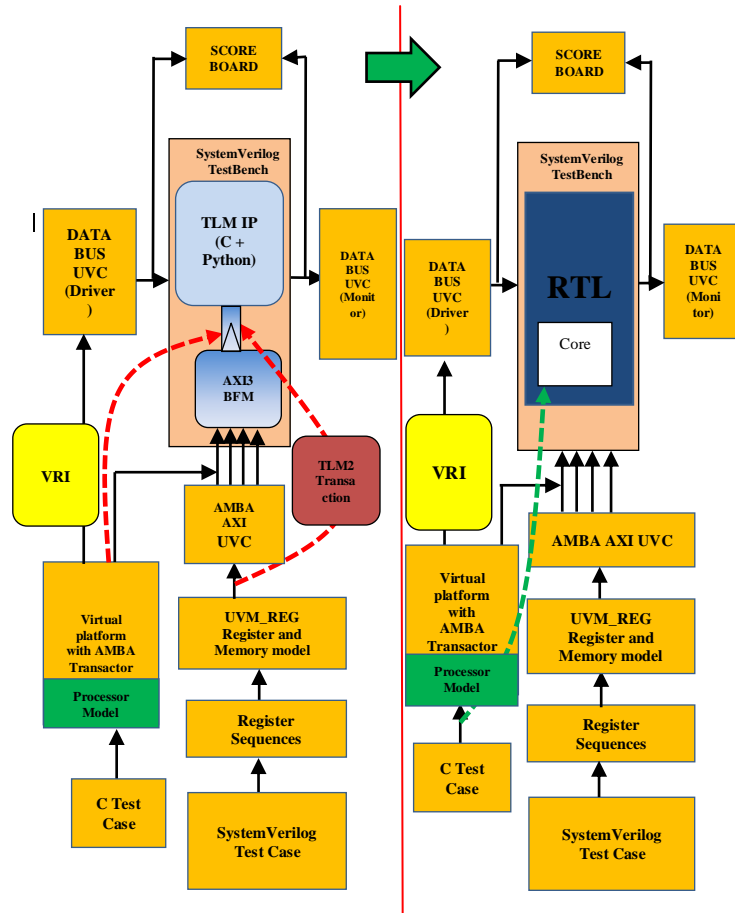 SCORE
BOARD
SystemVerilog
TestBench
TLM IP
(C +
Python)
DATA
BUS
UVC
(Driver
)
DATA
BUS
UVC
(Monit
or)
AXI3
BFM
VRI
TLM2
Transa
ction
AMBA
AXI
UVC
Virtual
platform
with AMBA
Transactor
UVM_REG
Register and
Memory model
Processor
Model
Register
Sequences
C Test
Case
SystemVerilog
Test Case
SCORE
BOARD
SystemVerilog
TestBench
DATA
BUS
UVC
(Driver
)
RTL
Core
DATA
BUS
UVC
(Moni
tor)
VRI
AMBA AXI UVC
Virtual
platform
with AMBA
Transactor
UVM_REG
Register and
Memory model
Processor
Model
Register
Sequences
C Test
Case
SystemVerilog
Test Case